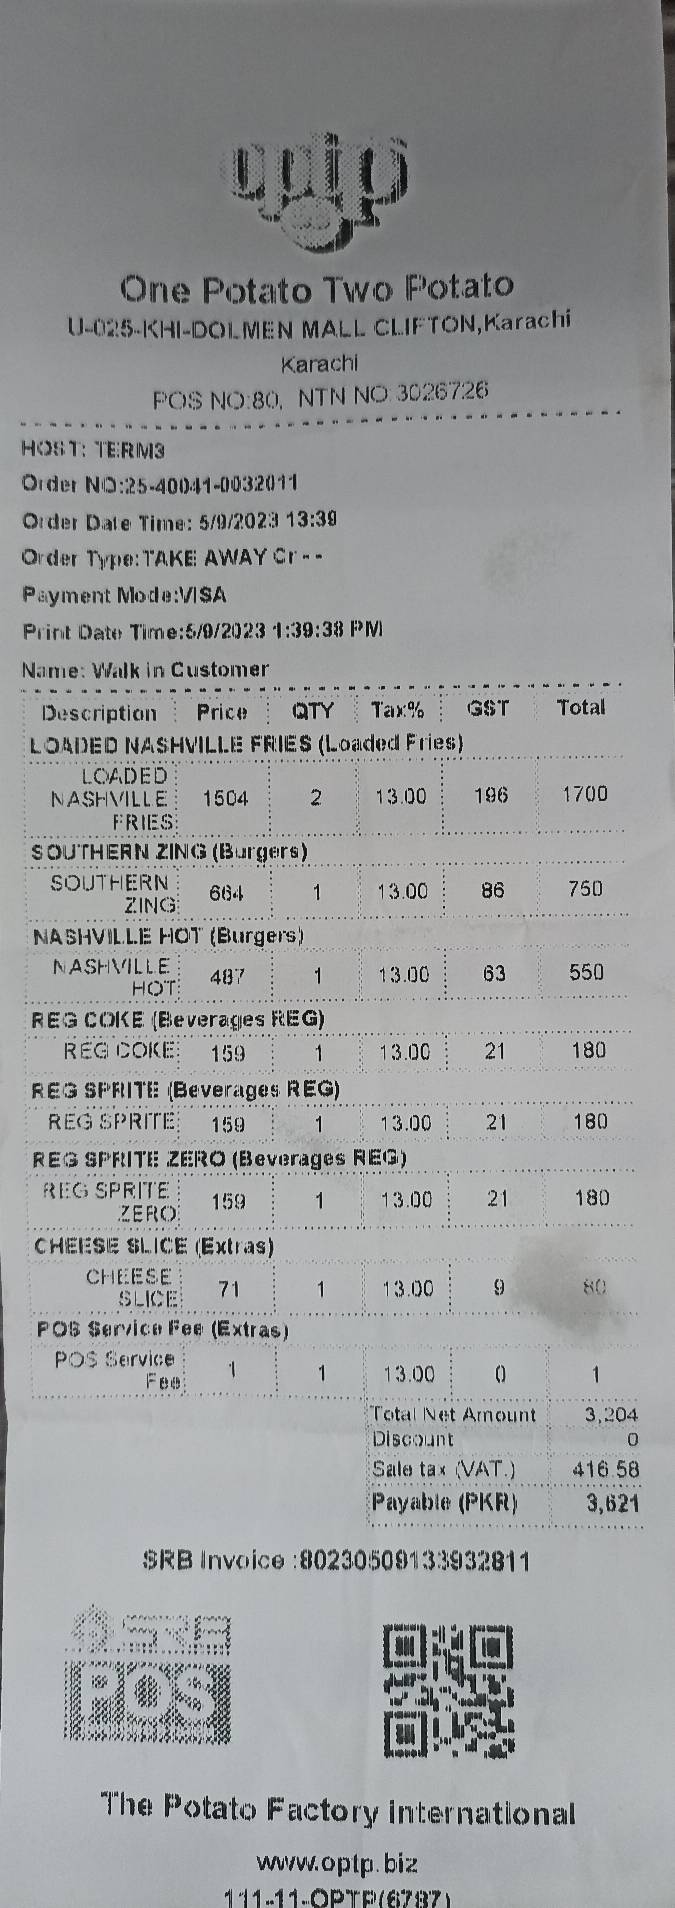 optp
One Potato Two Potato
U-025-KHI-DOLMEN MALL CLIFTON,Karachi
Karachi
POS NO:80, NTN NO 3026726
HOST: TERM3
Order NO:25-40041-0032011
Order Date Time: 5/9/2023 13:39
Order Type:TAKE AWAY Cr --
Payment Mode:VISA
Print Date Time:5/9/2023 1:39:38 PM
Name: Walk in Customer
Description Price QTY Tax% GST Total
LOADED NASHVILLE FRIES (Loaded Fries)
LOADED
NASHVILLE 1504 2 13.00 196 1700
FRIES
SOUTHERN ZING (Burgers)
SOUTHERN
ZING 664 1 13.00 86 750
NASHVILLE HOT (Burgers)
NASHVILLE
HOT 487 1 13.00 63 550
REG COKE (Beverages REG)
REG COKE 159 1 13.00 21 180
REG SPRITE (Beverages REG)
REG SPRITE 159 1 13.00 21 180
REG SPRITE ZERO (Beverages REG)
REG SPRITE
ZERO 159 1 13.00 21 180
CHEESE SLICE (Extras)
CHEESE
SLICE 71 1 13.00 9 80
POS Service Fee (Extras)
POS Service
Fee 1 1 13.00 0 1
Total Net Amount 3,204
Discount 0
Sale tax (VAT.) 416.58
Payable (PKR) 3,621
SRB Invoice :80230509133932811
POS
The Potato Factory international
www.optp.biz
111-11-OPTP(6787)